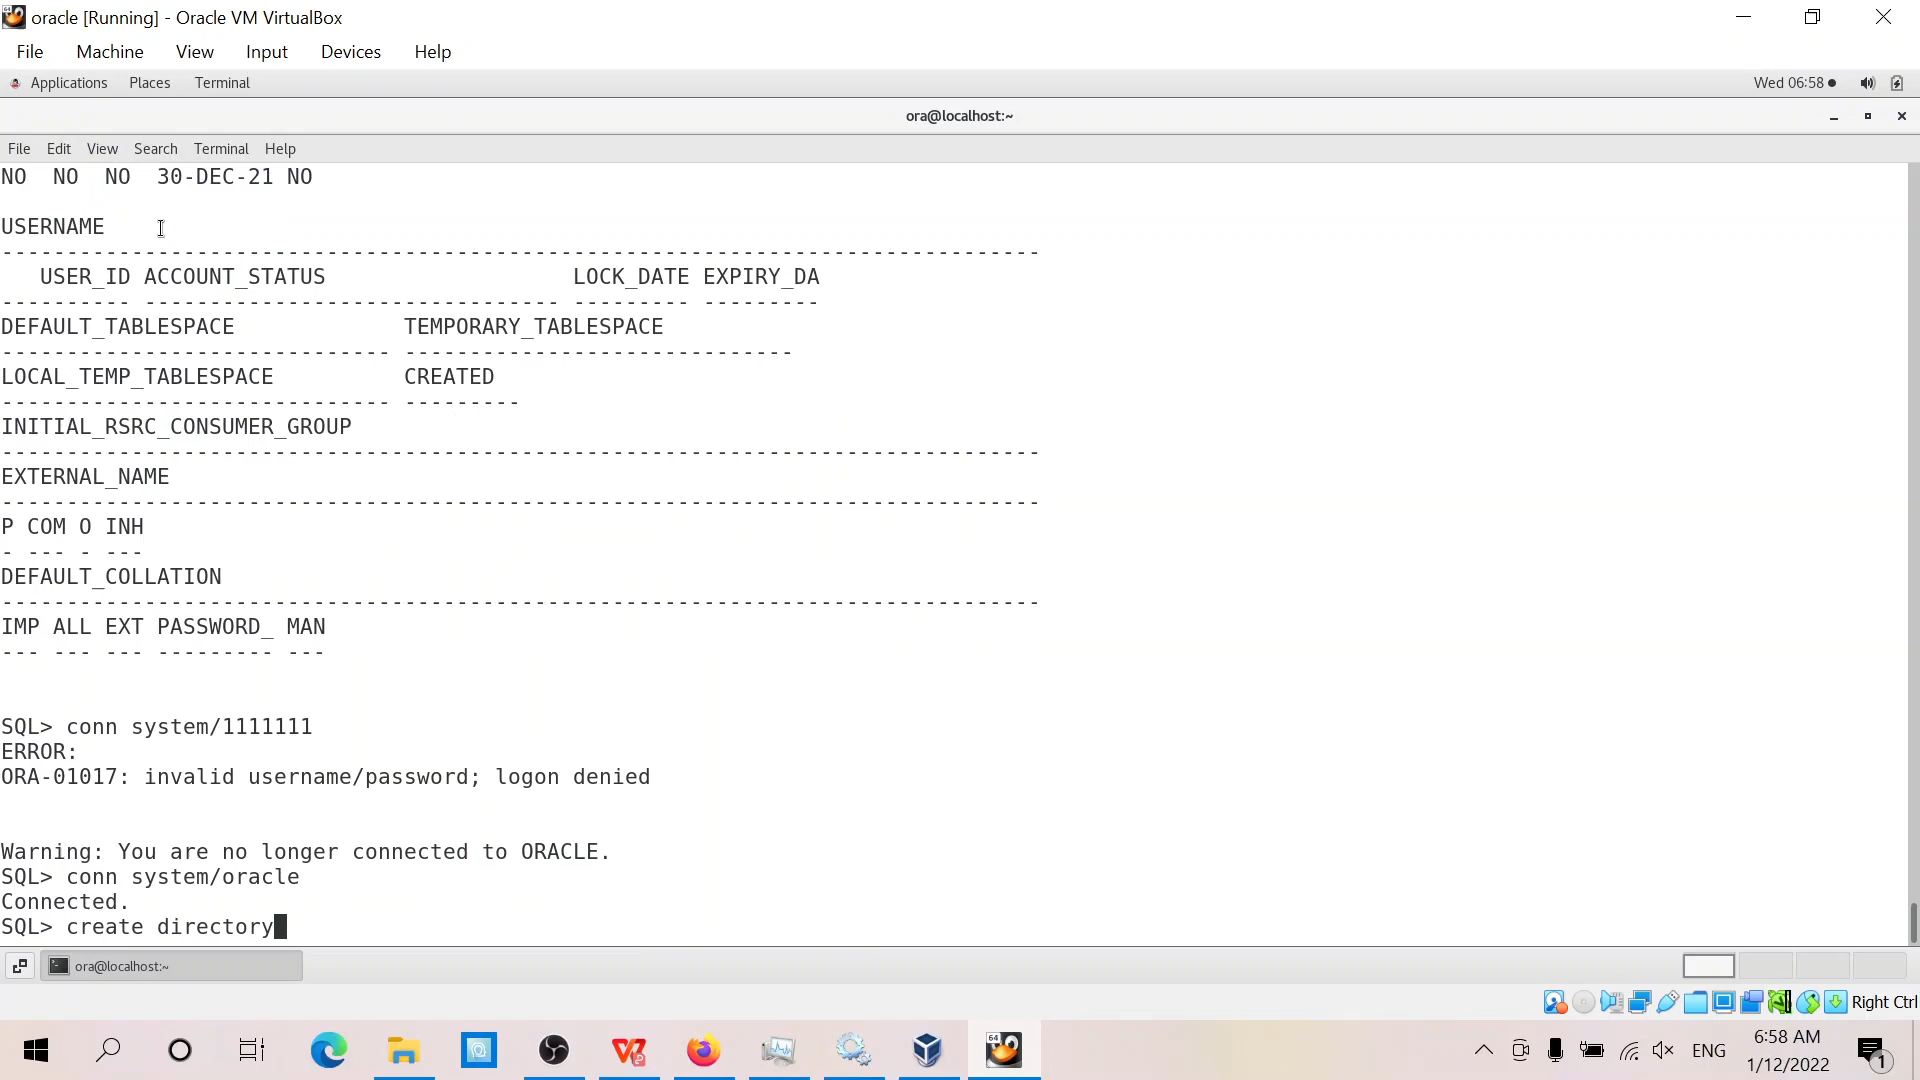 oracle [Running] - Oracle VM VirtualBox
File Machine View Input Devices Help
Applications Places Terminal Wed 06:58
ora@localhost:~
File Edit View Search Terminal Help
NO  NO  NO  30-DEC-21 NO
USERNAME
--------------------------------------------------------------------------------
   USER_ID ACCOUNT_STATUS                   LOCK_DATE EXPIRY_DA
---------- -------------------------------- --------- ---------
DEFAULT_TABLESPACE             TEMPORARY_TABLESPACE
------------------------------ ------------------------------
LOCAL_TEMP_TABLESPACE          CREATED
------------------------------ ---------
INITIAL_RSRC_CONSUMER_GROUP
--------------------------------------------------------------------------------
EXTERNAL_NAME
--------------------------------------------------------------------------------
P COM O INH
- --- - ---
DEFAULT_COLLATION
--------------------------------------------------------------------------------
IMP ALL EXT PASSWORD_ MAN
--- --- --- --------- ---
SQL> conn system/1111111
ERROR:
ORA-01017: invalid username/password; logon denied
Warning: You are no longer connected to ORACLE.
SQL> conn system/oracle
Connected.
SQL> create directory
ora@localhost:~
Right Ctrl
64
ENG
6:58 AM
1/12/2022
1